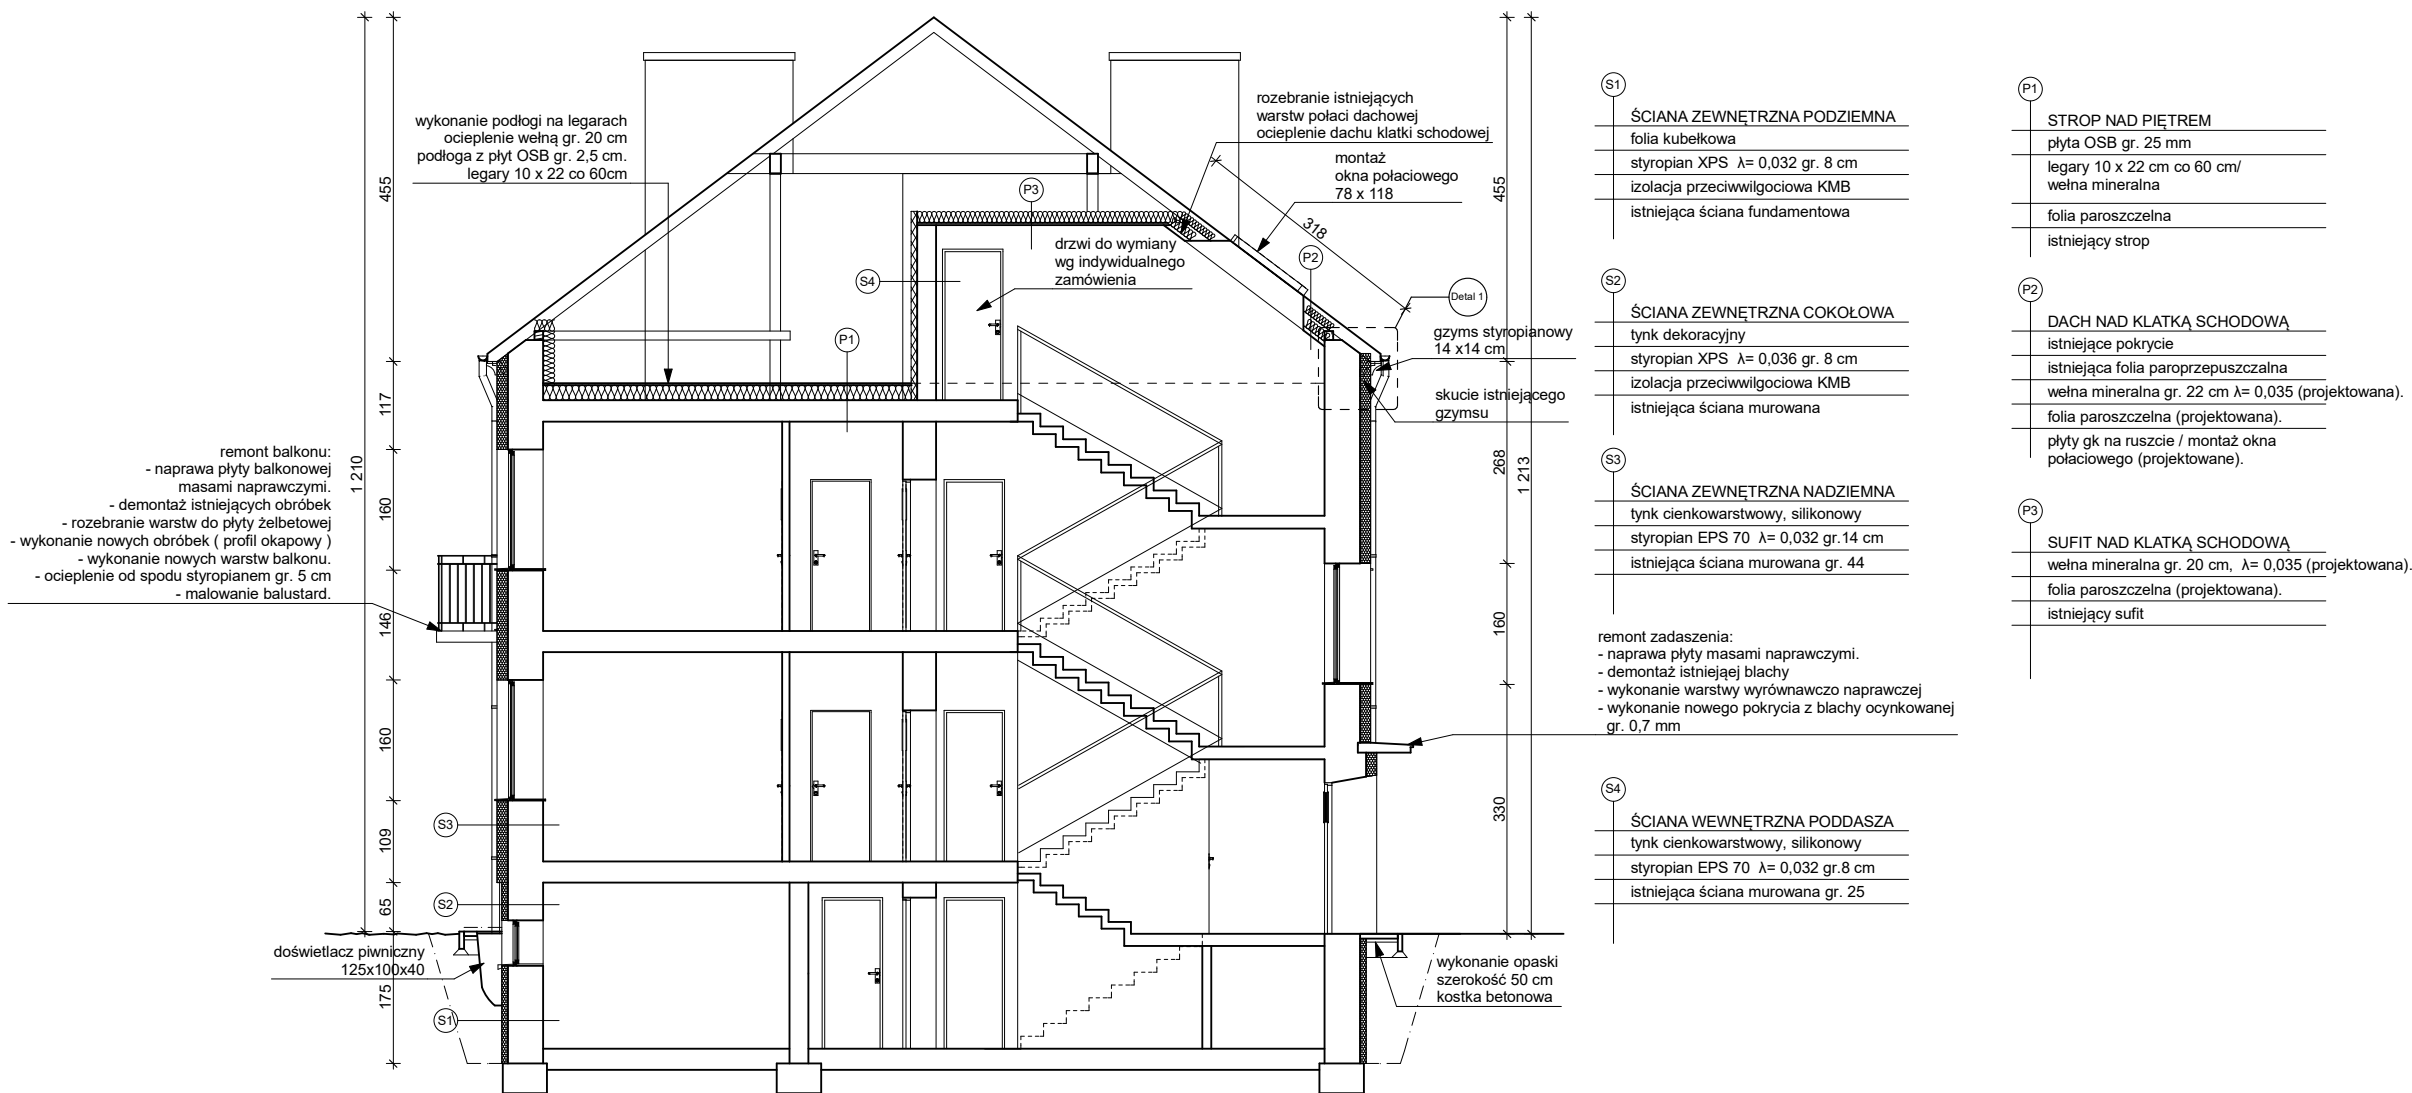 wykonanie podłogi na legarach
ocieplenie wełną gr. 20 cm
podłoga z płyt OSB gr. 2,5 cm.
legary 10 x 22 co 60cm
rozebranie istniejących
warstw połaci dachowej
ocieplenie dachu klatki schodowej
montaż
okna połaciowego
78 x 118
318
P3
P2
S4
P1
drzwi do wymiany
wg indywidualnego
zamówienia
Detal 1
gzyms styropianowy
14 x14 cm
skucie istniejącego
gzymsu
remont balkonu:
- naprawa płyty balkonowej
masami naprawczymi.
- demontaż istniejących obróbek
- rozebranie warstw do płyty żelbetowej
- wykonanie nowych obróbek ( profil okapowy )
- wykonanie nowych warstw balkonu.
- ocieplenie od spodu styropianem gr. 5 cm
- malowanie balustard.
1 210
455
117
160
146
160
109
65
175
S3
S2
S1
doświetlacz piwniczny
125x100x40
455
268
160
330
1 213
remont zadaszenia:
- naprawa płyty masami naprawczymi.
- demontaż istniejąej blachy
- wykonanie warstwy wyrównawczo naprawczej
- wykonanie nowego pokrycia z blachy ocynkowanej
gr. 0,7 mm
wykonanie opaski
szerokość 50 cm
kostka betonowa
S1
ŚCIANA ZEWNĘTRZNA PODZIEMNA
folia kubełkowa
styropian XPS λ= 0,032 gr. 8 cm
izolacja przeciwwilgociowa KMB
istniejąca ściana fundamentowa
S2
ŚCIANA ZEWNĘTRZNA COKOŁOWA
tynk dekoracyjny
styropian XPS λ= 0,036 gr. 8 cm
izolacja przeciwwilgociowa KMB
istniejąca ściana murowana
S3
ŚCIANA ZEWNĘTRZNA NADZIEMNA
tynk cienkowarstwowy, silikonowy
styropian EPS 70 λ= 0,032 gr.14 cm
istniejąca ściana murowana gr. 44
S4
ŚCIANA WEWNĘTRZNA PODDASZA
tynk cienkowarstwowy, silikonowy
styropian EPS 70 λ= 0,032 gr.8 cm
istniejąca ściana murowana gr. 25
P1
STROP NAD PIĘTREM
płyta OSB gr. 25 mm
legary 10 x 22 cm co 60 cm/
wełna mineralna
folia paroszczelna
istniejący strop
P2
DACH NAD KLATKĄ SCHODOWĄ
istniejące pokrycie
istniejąca folia paroprzepuszczalna
wełna mineralna gr. 22 cm λ= 0,035 (projektowana).
folia paroszczelna (projektowana).
płyty gk na ruszcie / montaż okna
połaciowego (projektowane).
P3
SUFIT NAD KLATKĄ SCHODOWĄ
wełna mineralna gr. 20 cm, λ= 0,035 (projektowana).
folia paroszczelna (projektowana).
istniejący sufit